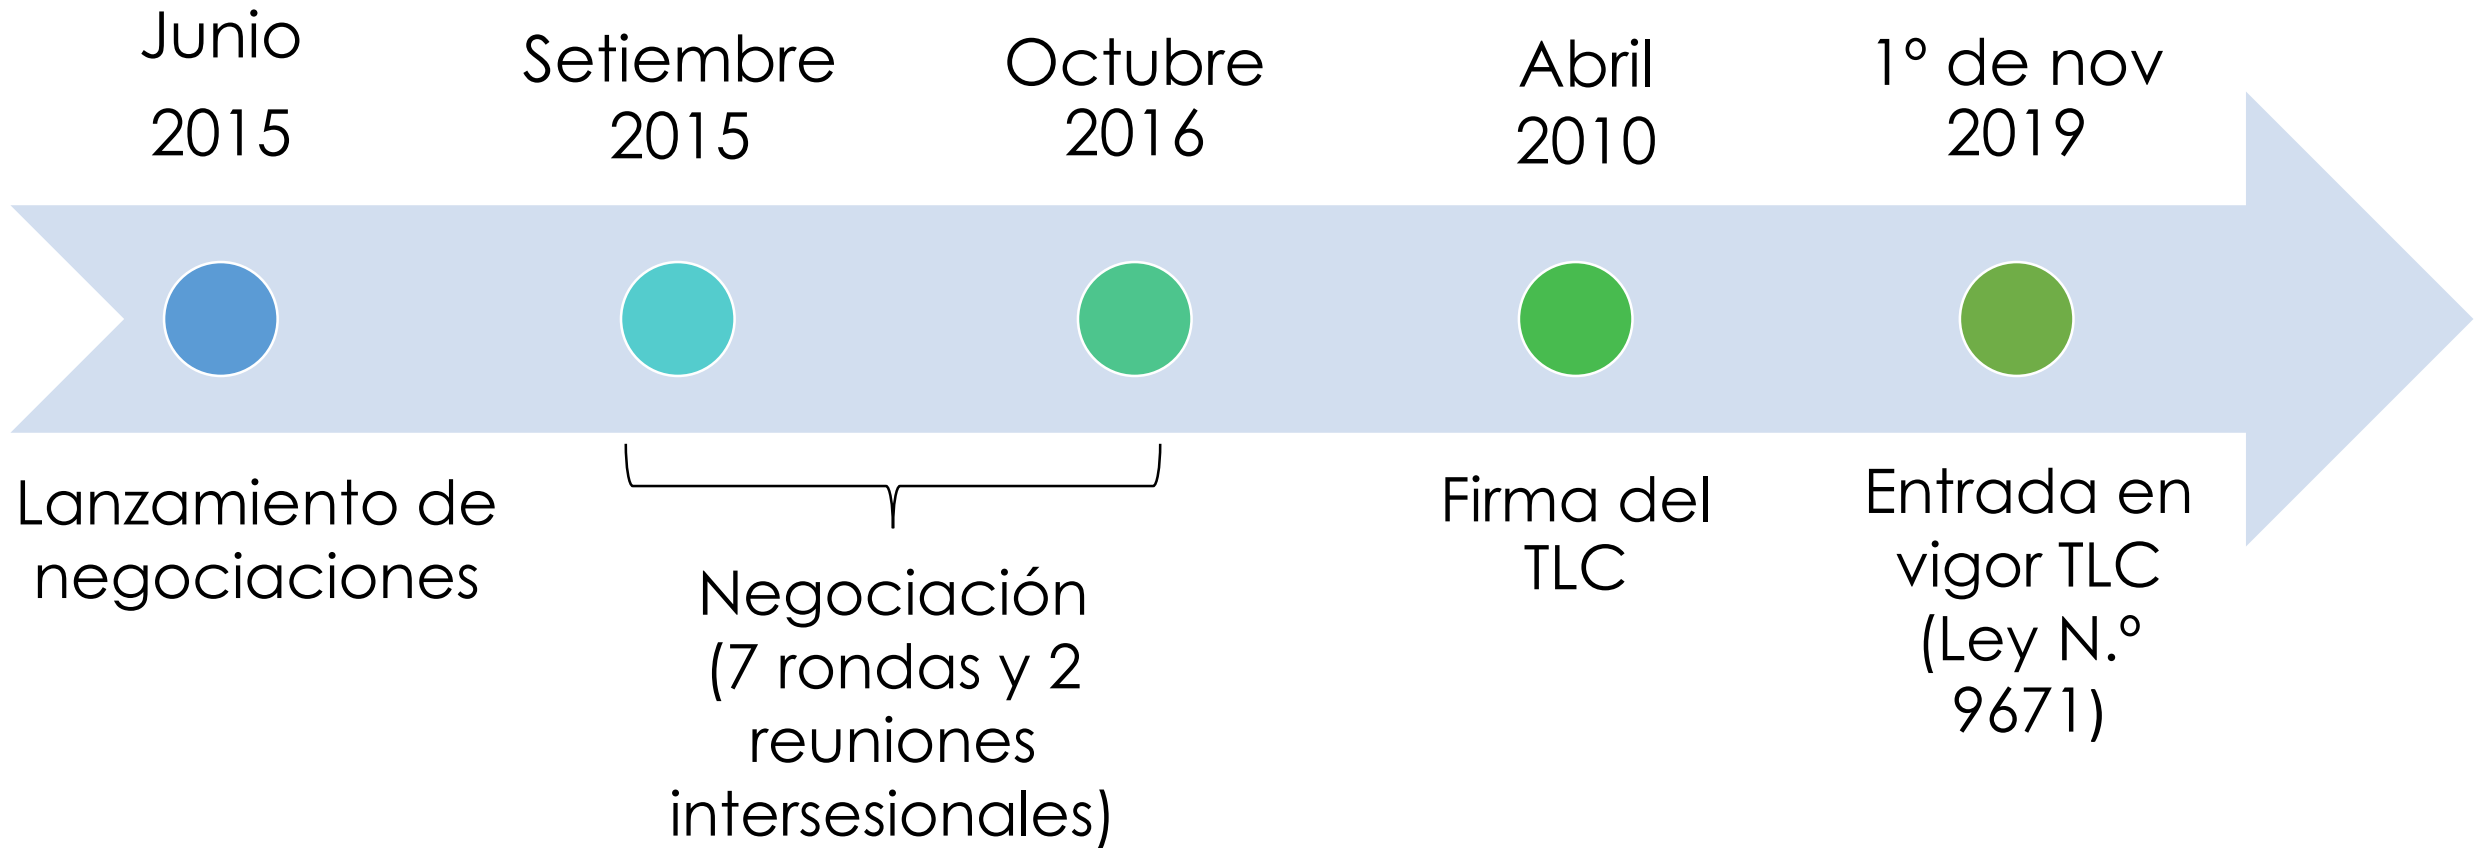 Junio
2015
Setiembre
2015
Octubre
2016
Abril
2010
1º de nov
2019
Lanzamiento de
negociaciones
Negociación
(7 rondas y 2
reuniones
intersesionales)
Firma del
TLC
Entrada en
vigor TLC
(Ley N.º
9671)